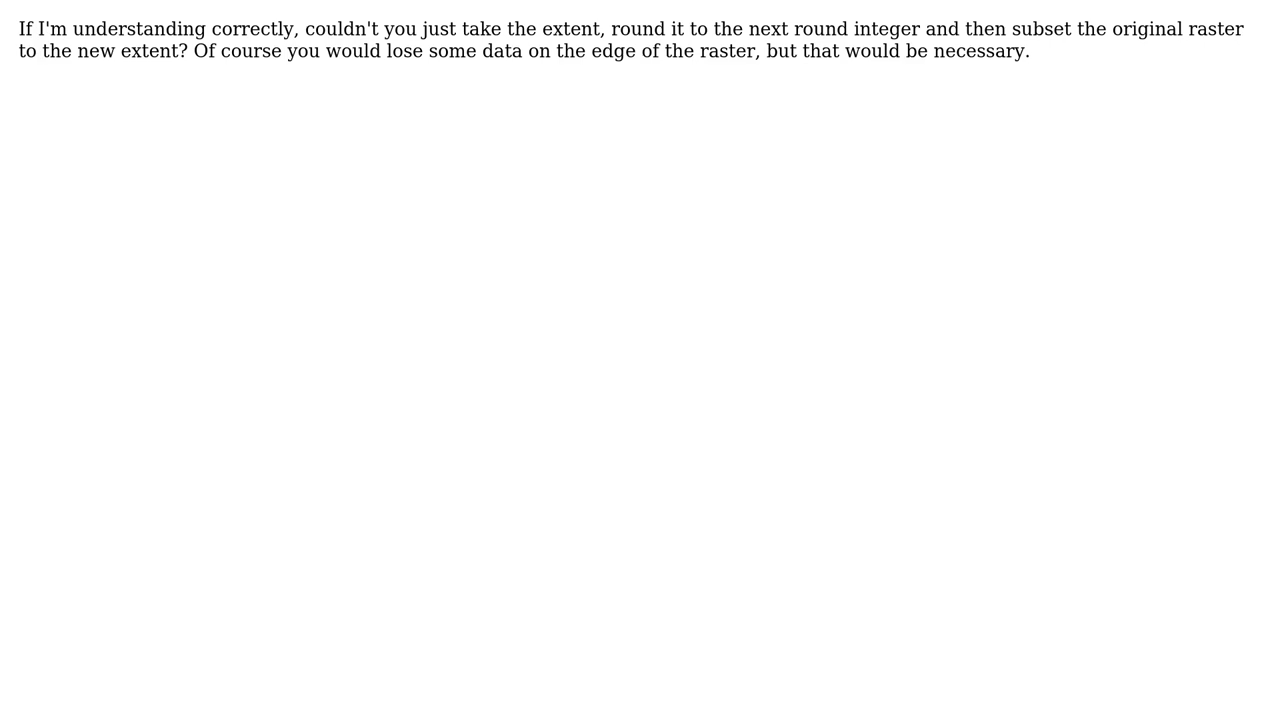 If I'm understanding correctly, couldn't you just take the extent, round it to the next round integer and then subset the original raster
to the new extent? Of course you would lose some data on the edge of the raster, but that would be necessary.